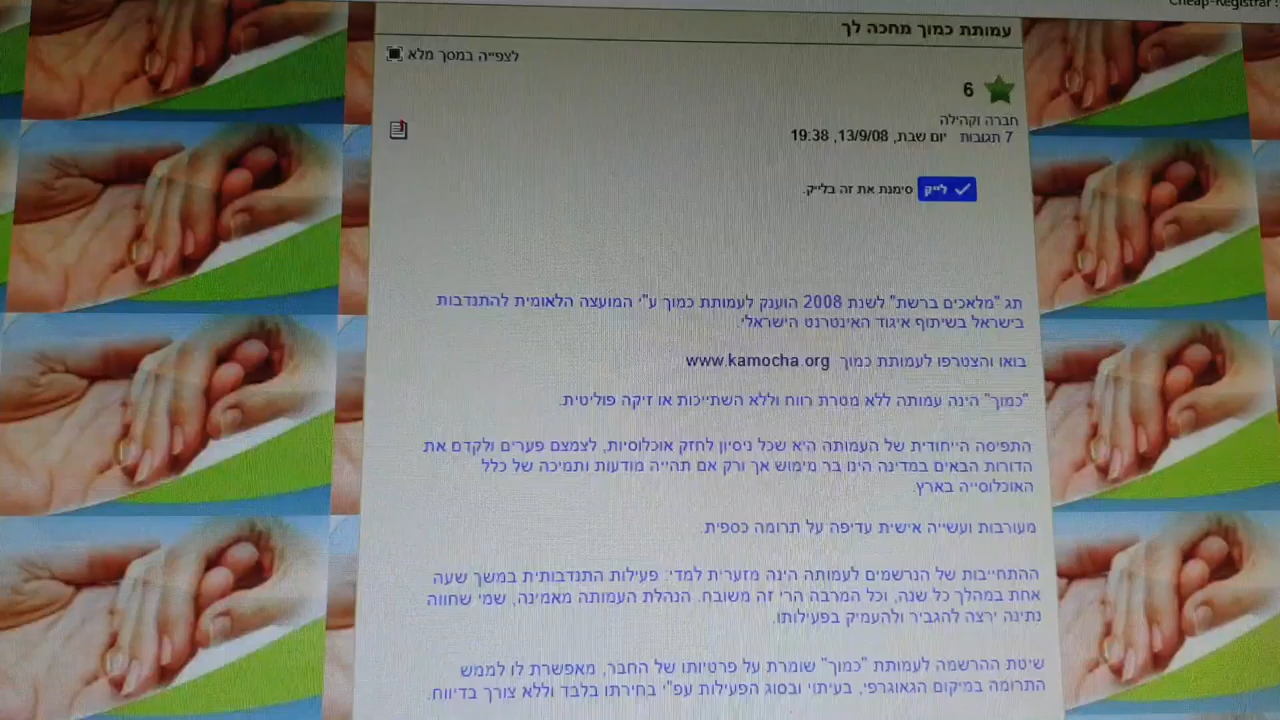 Cheap-Registrar
עמותת כמוך מחכה לך
לצפייה במסך מלא
6
חברה וקהילה
7 תגובות יום שבת, 13/9/08, 19:38
לייק סימנת את זה בלייק.
תג "מלאכים ברשת" לשנת 2008 הוענק לעמותת כמוך ע"י המועצה הלאומית להתנדבות
בישראל בשיתוף איגוד האינטרנט הישראלי.
בואו והצטרפו לעמותת כמוך www.kamocha.org
"כמוך" הינה עמותה ללא מטרת רווח וללא השתייכות או זיקה פוליטית.
התפיסה הייחודית של העמותה היא שכל ניסיון לחזק אוכלוסיות, לצמצם פערים ולקדם את
הדורות הבאים במדינה הינו בר מימוש אך ורק אם תהייה מודעות ותמיכה של כלל
האוכלוסייה בארץ.
מעורבות ועשייה אישית עדיפה על תרומה כספית.
ההתחייבות של הנרשמים לעמותה הינה מזערית למדי: פעילות התנדבותית במשך שעה
אחת במהלך כל שנה, וכל המרבה הרי זה משובח. הנהלת העמותה מאמינה, שמי שחווה
נתינה ירצה להגביר ולהעמיק בפעילותו.
שיטת ההרשמה לעמותת "כמוך" שומרת על פרטיותו של החבר, מאפשרת לו לממש
התרומה במיקום הגאוגרפי, בעיתוי ובסוג הפעילות עפ"י בחירתו בלבד וללא צורך בדיווח.